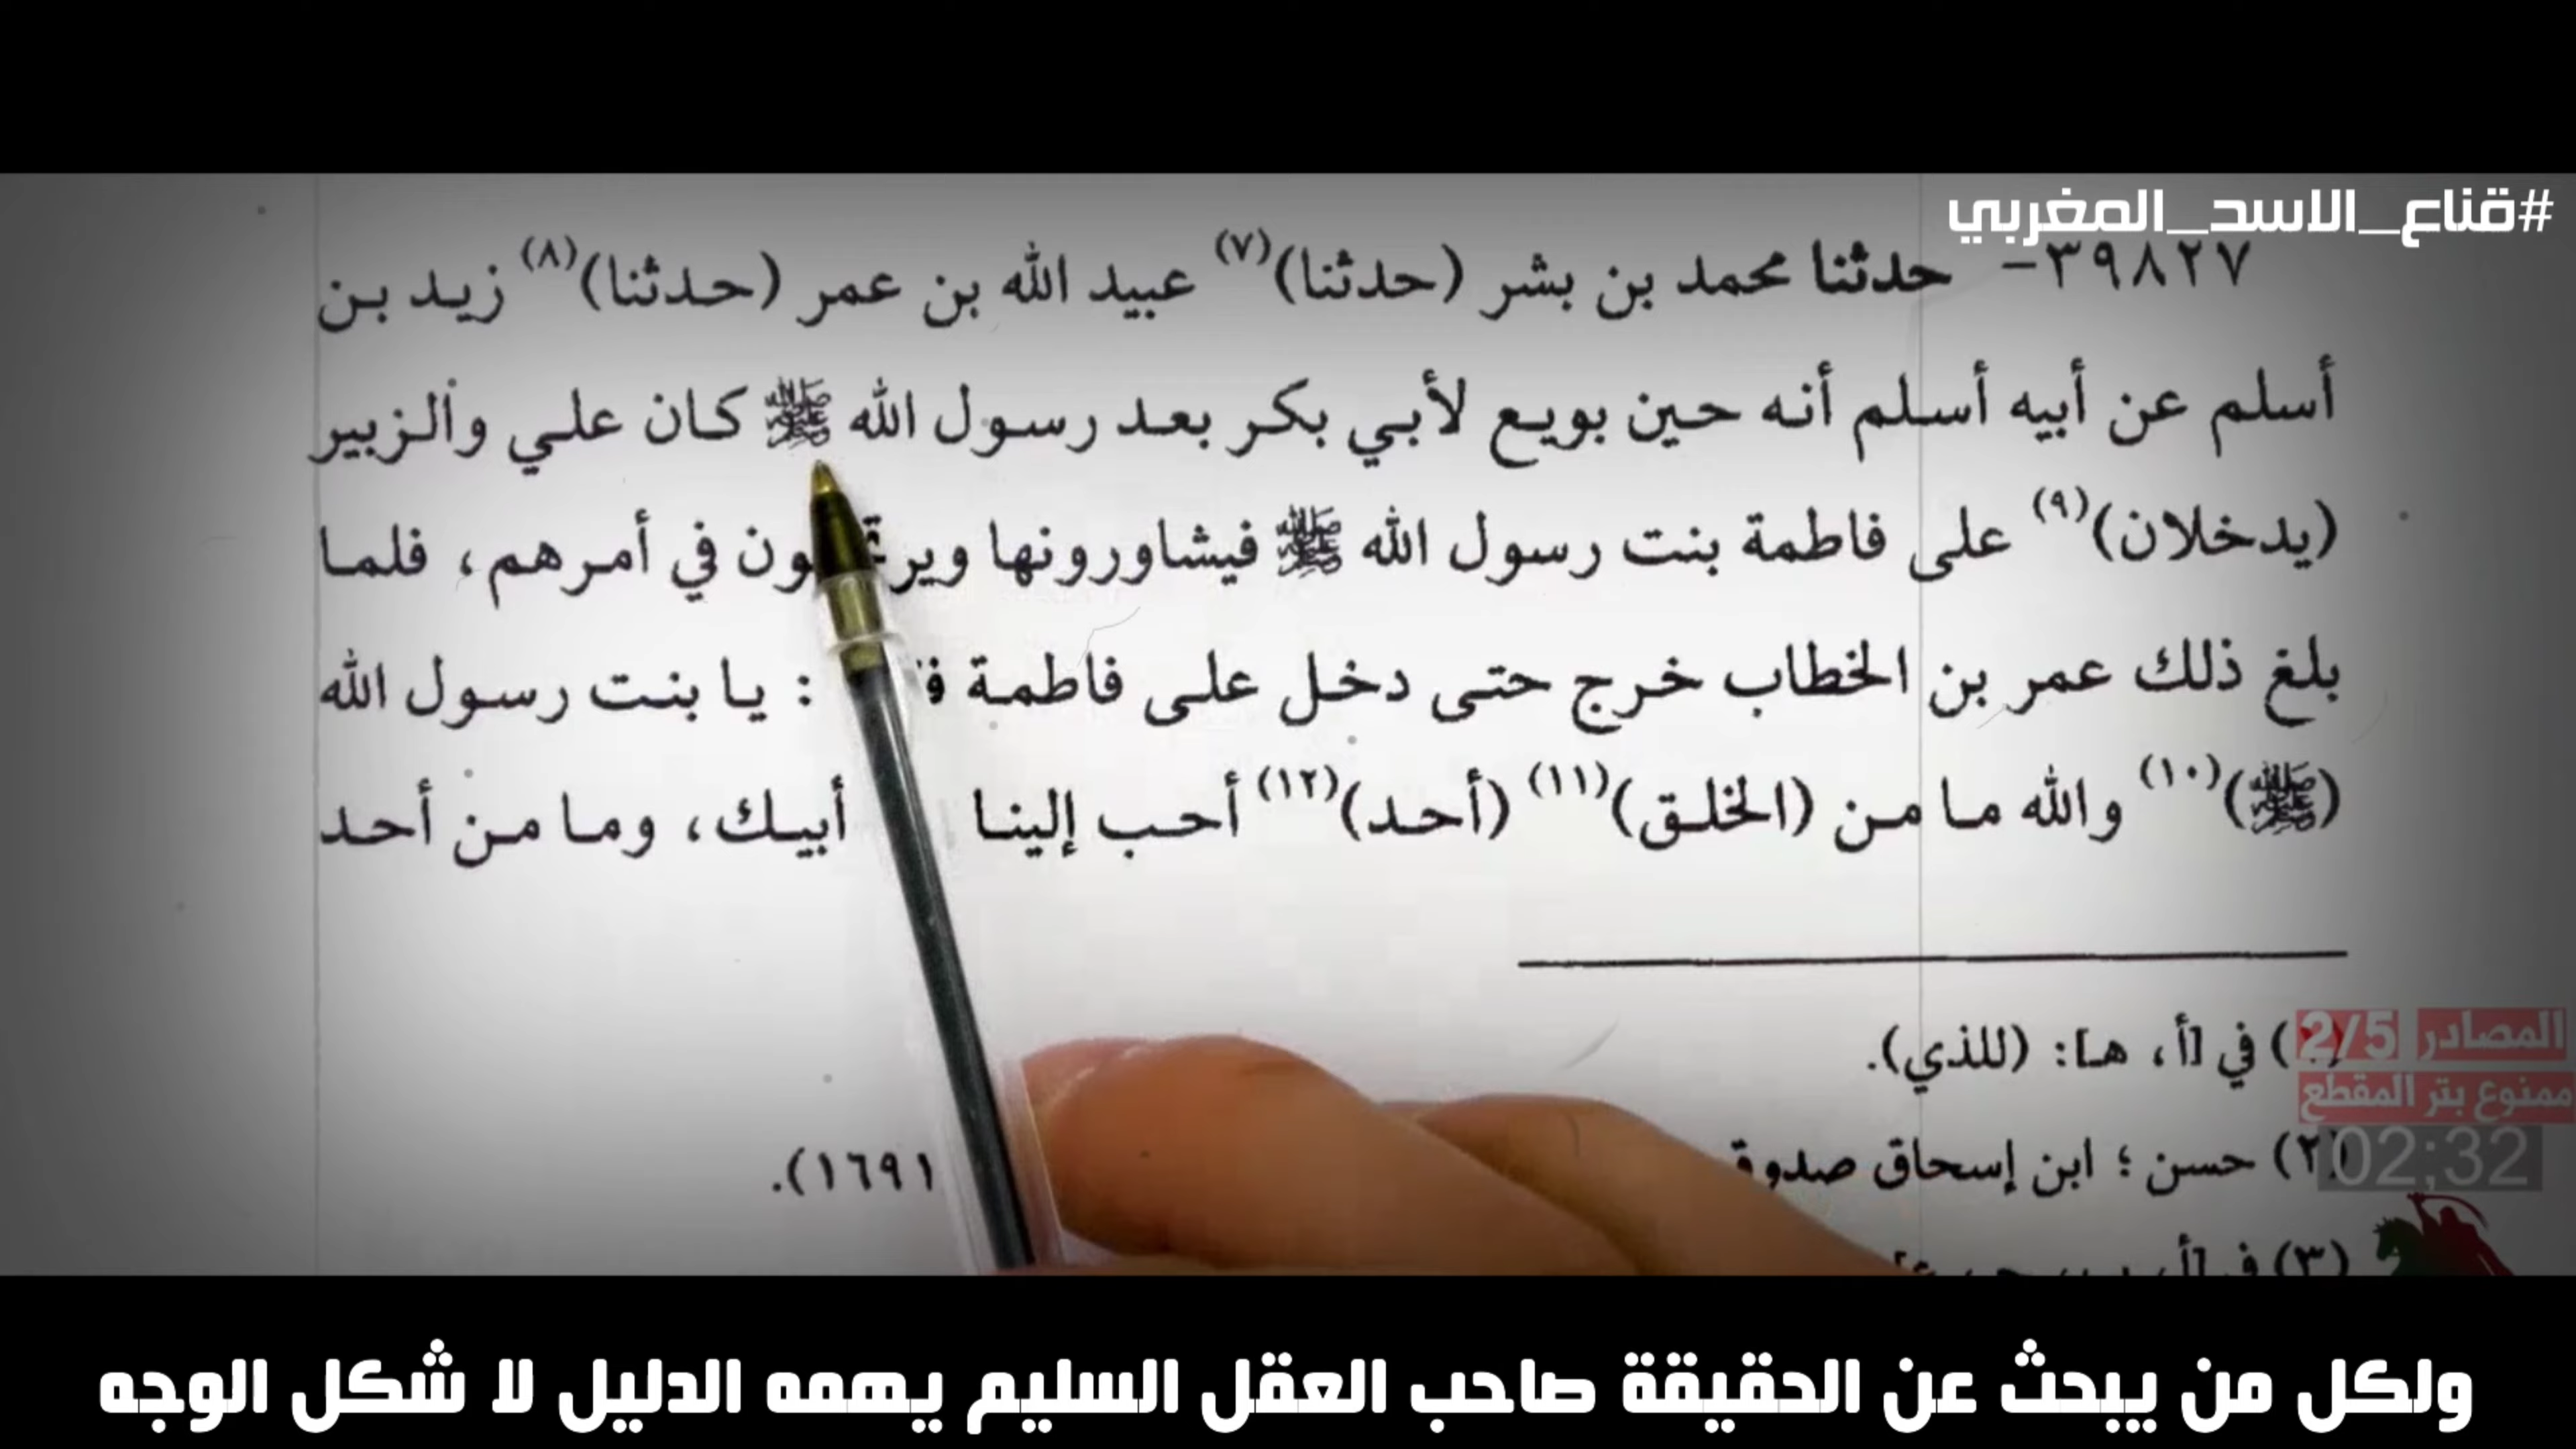 #قناع_الاسد_المغربي
٣٩٨٢٧- حدثنا محمد بن بشر (حدثنا)(٧) عبيد الله بن عمر (حدثنا)(٨) زيد بن
أسلم عن أبيه أسلم أنه حين بويع لأبي بكر بعد رسول الله ﷺ كان علي والزبير
(يدخلان)(٩) على فاطمة بنت رسول الله ﷺ فيشاورونها في أمرهم، فلما
بلغ ذلك عمر بن الخطاب خرج حتى دخل على فاطمة : يا بنت رسول الله
(ﷺ)(١٠) والله ما من (الخلق)(١١) (أحد)(١٢) أحب إلينا أبيك، وما من أحد
في [أ، هـ]: (للذي).
المصادر 2/5
ممنوع بتر المقطع
(٢) حسن؛ ابن إسحاق صدوق ١٦٩١).
02;32
(٣) في
ولكل من يبحث عن الحقيقة صاحب العقل السليم يهمه الدليل لا شكل الوجه